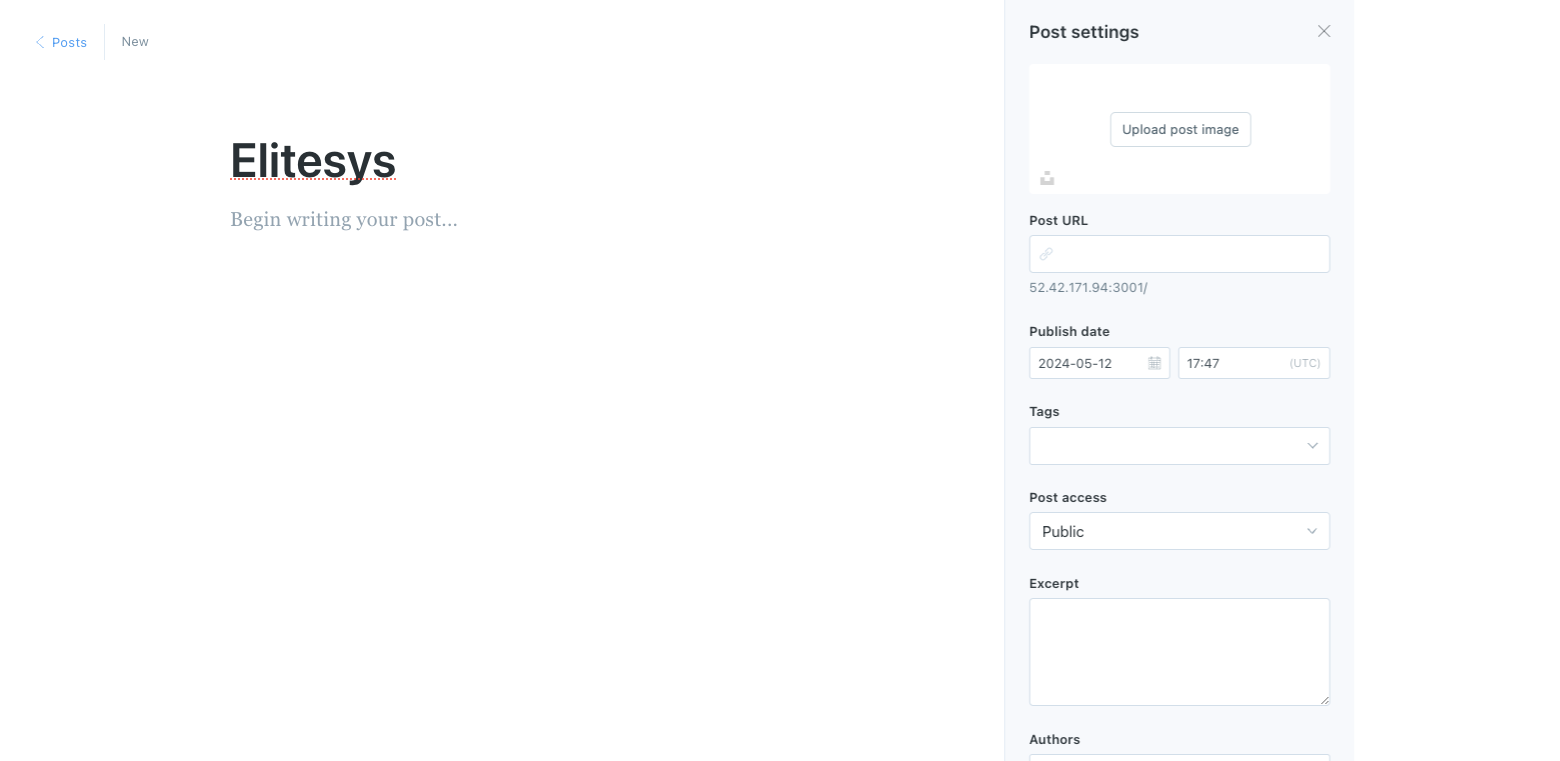 Posts
New
Elitesys
Begin writing your post...
Post settings
Upload post image
Post URL
52.42.171.94:3001/
Publish date
2024-05-12
17:47 (UTC)
Tags
Post access
Public
Excerpt
Authors